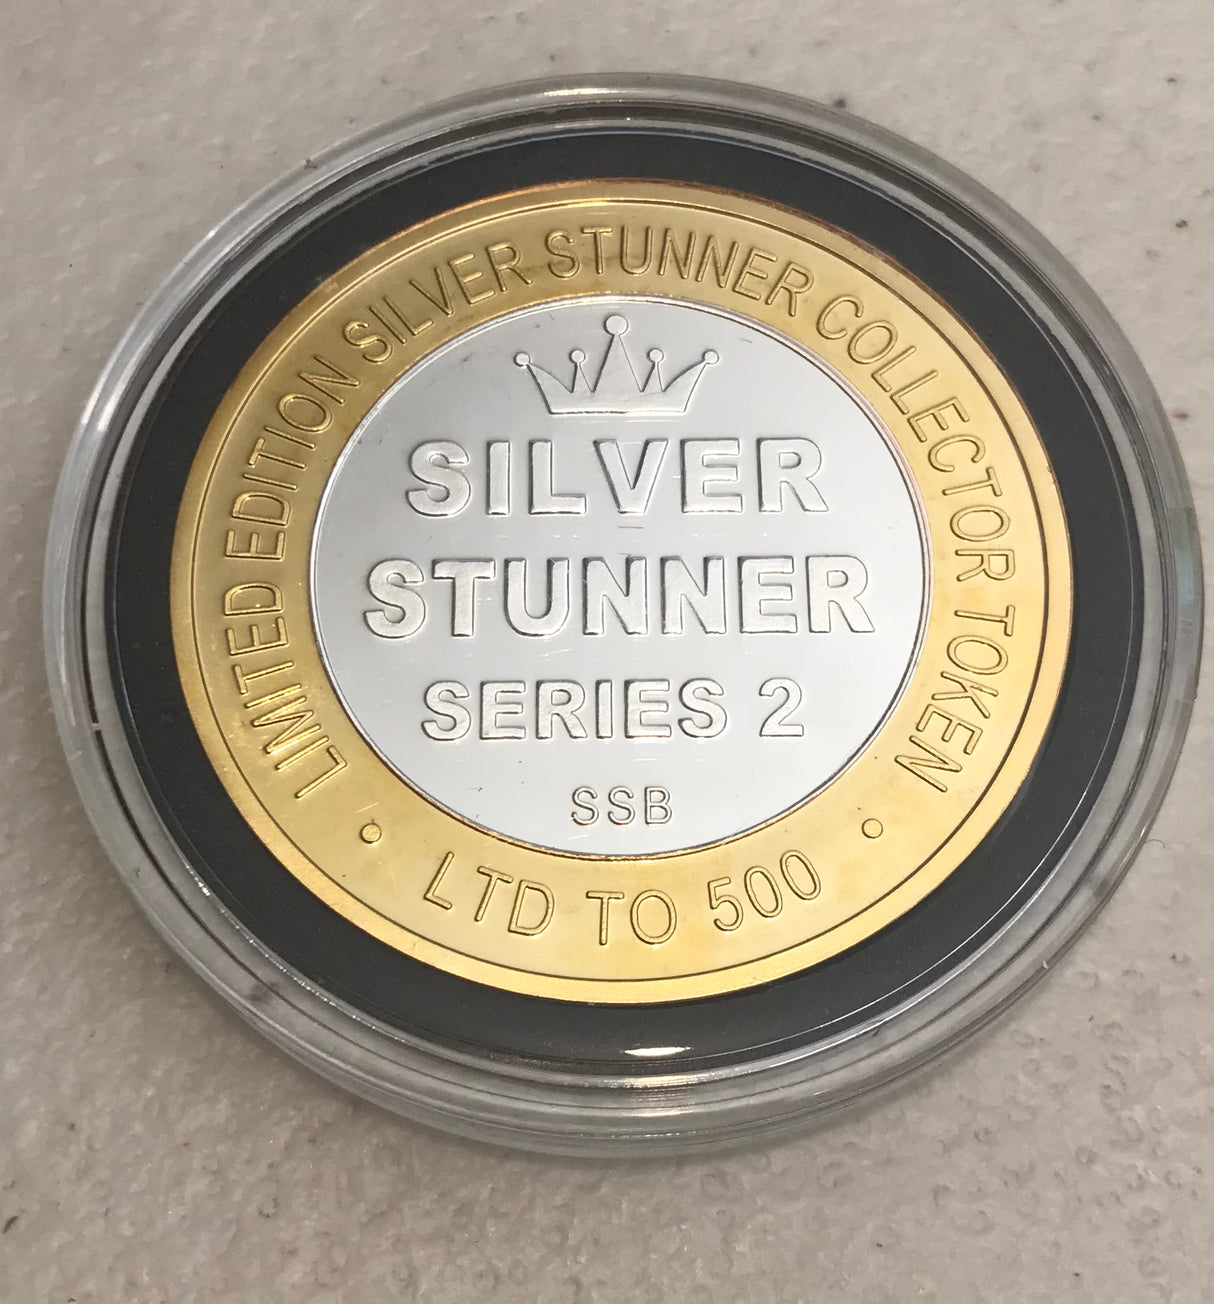 LIMITED EDITION SILVER STUNNER COLLECTOR TOKEN
SILVER
STUNNER
SERIES 2
SSB
• LTD TO 500 •